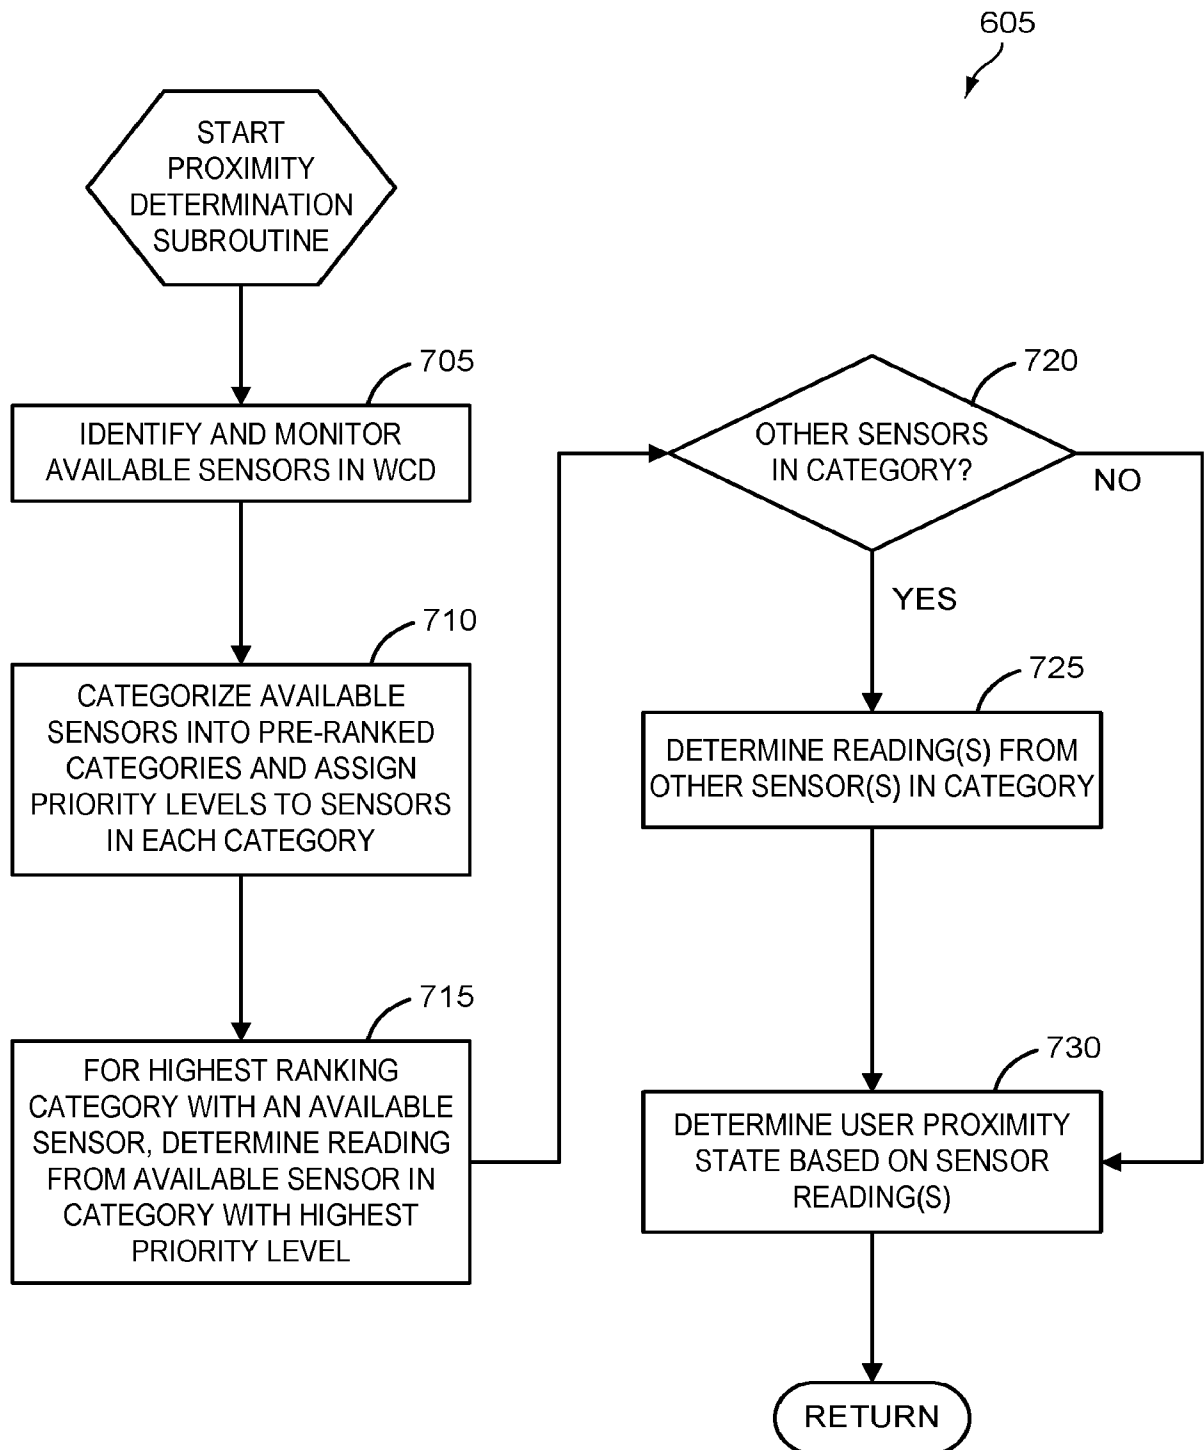 605
START
PROXIMITY
DETERMINATION
SUBROUTINE
705
IDENTIFY AND MONITOR
AVAILABLE SENSORS IN WCD
710
CATEGORIZE AVAILABLE
SENSORS INTO PRE-RANKED
CATEGORIES AND ASSIGN
PRIORITY LEVELS TO SENSORS
IN EACH CATEGORY
715
FOR HIGHEST RANKING
CATEGORY WITH AN AVAILABLE
SENSOR, DETERMINE READING
FROM AVAILABLE SENSOR IN
CATEGORY WITH HIGHEST
PRIORITY LEVEL
720
OTHER SENSORS
IN CATEGORY?
NO
YES
725
DETERMINE READING(S) FROM
OTHER SENSOR(S) IN CATEGORY
730
DETERMINE USER PROXIMITY
STATE BASED ON SENSOR
READING(S)
RETURN